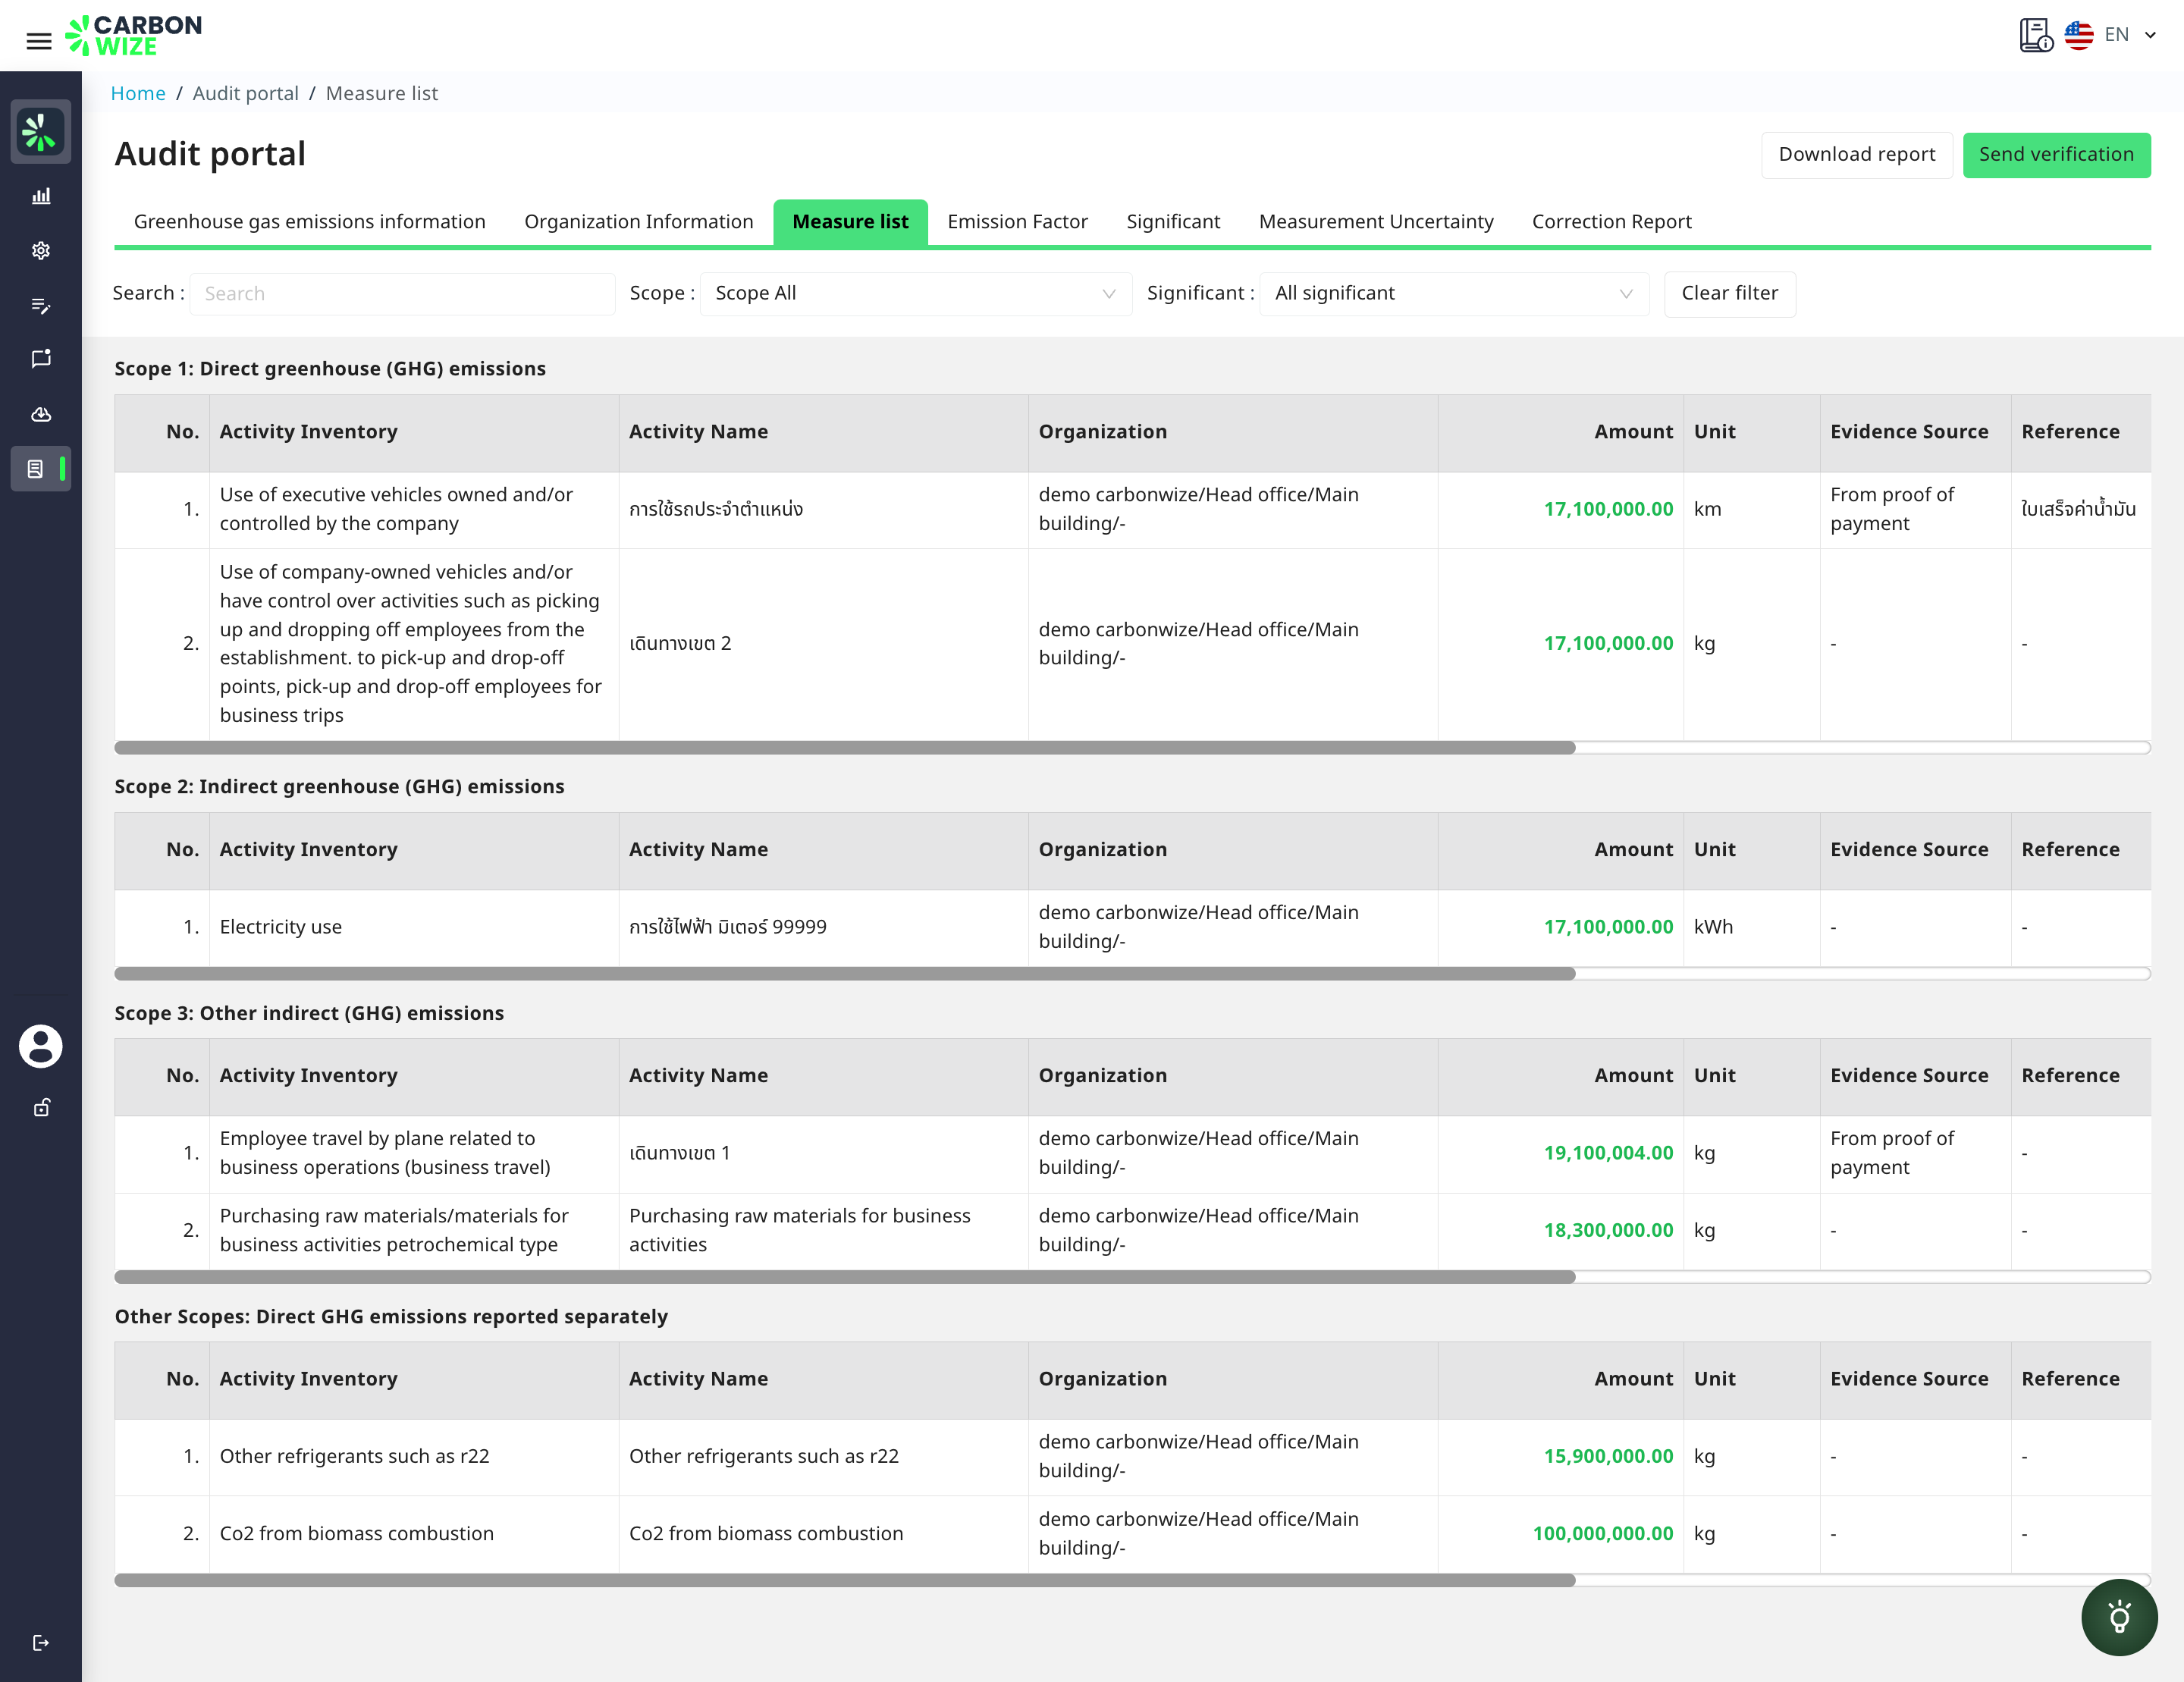 CARBON
WIZE
EN
Home / Audit portal / Measure list
Audit portal
Download report
Send verification
Greenhouse gas emissions information
Organization Information
Measure list
Emission Factor
Significant
Measurement Uncertainty
Correction Report
Search :
Search
Scope :
Scope All
Significant :
All significant
Clear filter
Scope 1: Direct greenhouse (GHG) emissions
No.
Activity Inventory
Activity Name
Organization
Amount
Unit
Evidence Source
Reference
1.
Use of executive vehicles owned and/or
controlled by the company
การใช้รถประจำตำแหน่ง
demo carbonwize/Head office/Main
building/-
17,100,000.00
km
From proof of
payment
ใบเสร็จค่าน้ำมัน
2.
Use of company-owned vehicles and/or
have control over activities such as picking
up and dropping off employees from the
establishment. to pick-up and drop-off
points, pick-up and drop-off employees for
business trips
เดินทางเขต 2
demo carbonwize/Head office/Main
building/-
17,100,000.00
kg
-
-
Scope 2: Indirect greenhouse (GHG) emissions
No.
Activity Inventory
Activity Name
Organization
Amount
Unit
Evidence Source
Reference
1.
Electricity use
การใช้ไฟฟ้า มิเตอร์ 99999
demo carbonwize/Head office/Main
building/-
17,100,000.00
kWh
-
-
Scope 3: Other indirect (GHG) emissions
No.
Activity Inventory
Activity Name
Organization
Amount
Unit
Evidence Source
Reference
1.
Employee travel by plane related to
business operations (business travel)
เดินทางเขต 1
demo carbonwize/Head office/Main
building/-
19,100,004.00
kg
From proof of
payment
-
2.
Purchasing raw materials/materials for
business activities petrochemical type
Purchasing raw materials for business
activities
demo carbonwize/Head office/Main
building/-
18,300,000.00
kg
-
-
Other Scopes: Direct GHG emissions reported separately
No.
Activity Inventory
Activity Name
Organization
Amount
Unit
Evidence Source
Reference
1.
Other refrigerants such as r22
Other refrigerants such as r22
demo carbonwize/Head office/Main
building/-
15,900,000.00
kg
-
-
2.
Co2 from biomass combustion
Co2 from biomass combustion
demo carbonwize/Head office/Main
building/-
100,000,000.00
kg
-
-